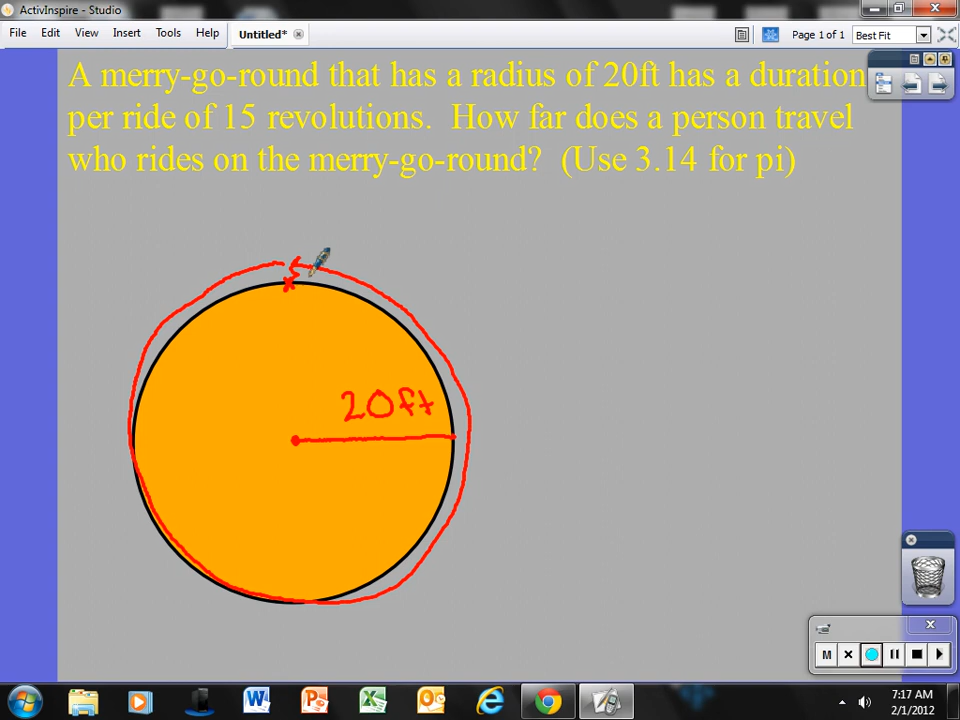 ActivInspire - Studio
File Edit View Insert Tools Help Untitled* Page 1 of 1 Best Fit
A merry-go-round that has a radius of 20ft has a duration
per ride of 15 revolutions. How far does a person travel
who rides on the merry-go-round? (Use 3.14 for pi)
20ft
M
7:17 AM
2/1/2012